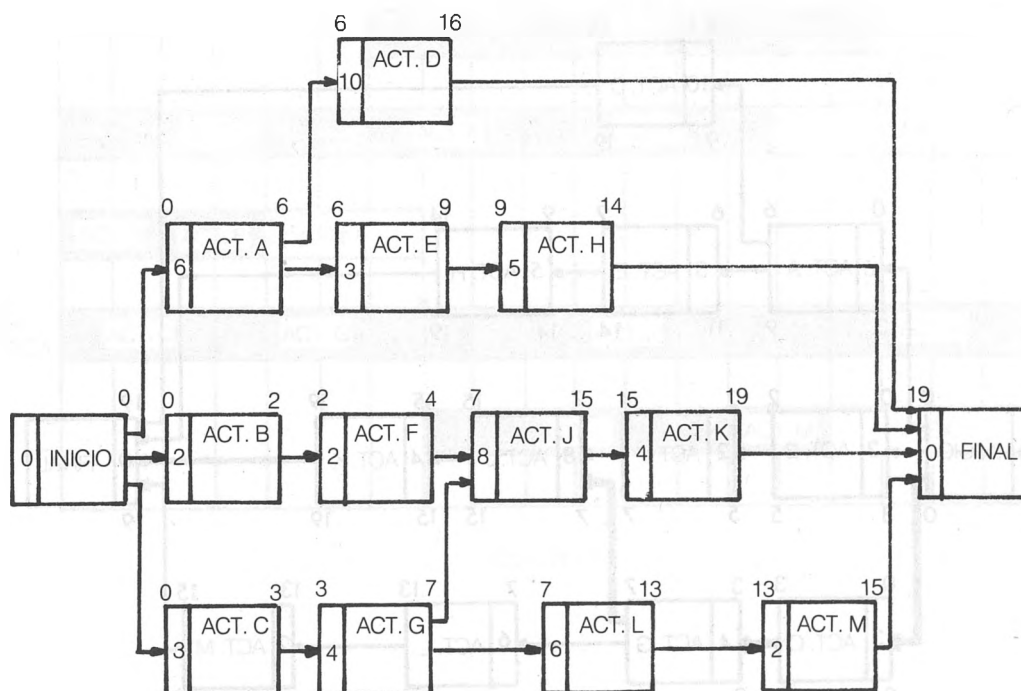 6 16
ACT. D
10
0 6 6 9 9 14
ACT. A ACT. E ACT. H
6 3 5
0 0 2 2 4 7 15 15 19 19
INICIO ACT. B ACT. F ACT. J ACT. K FINAL
0 2 2 8 4 0
0 3 3 7 7 13 13 15
ACT. C ACT. G ACT. L ACT. M
3 4 6 2